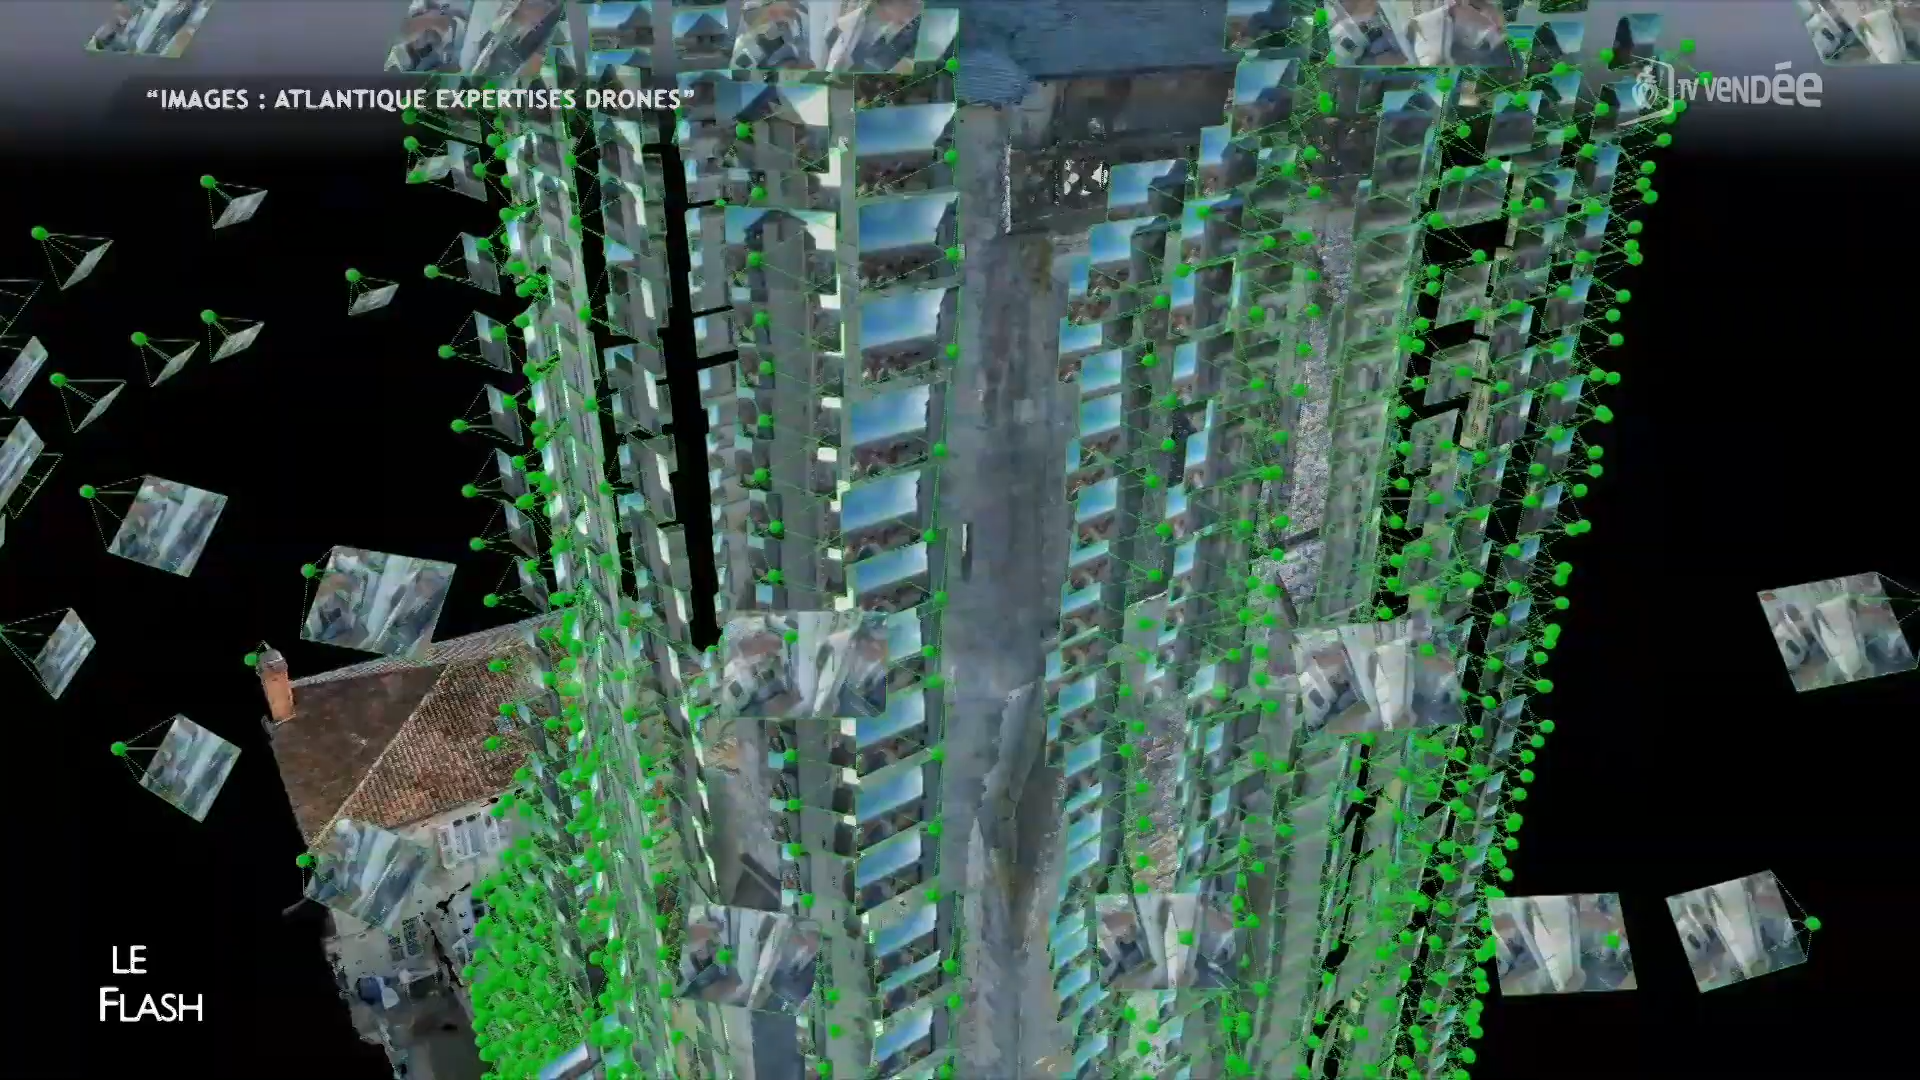 “IMAGES : ATLANTIQUE EXPERTISES DRONES”
TV VENDÉE
LE
FLASH